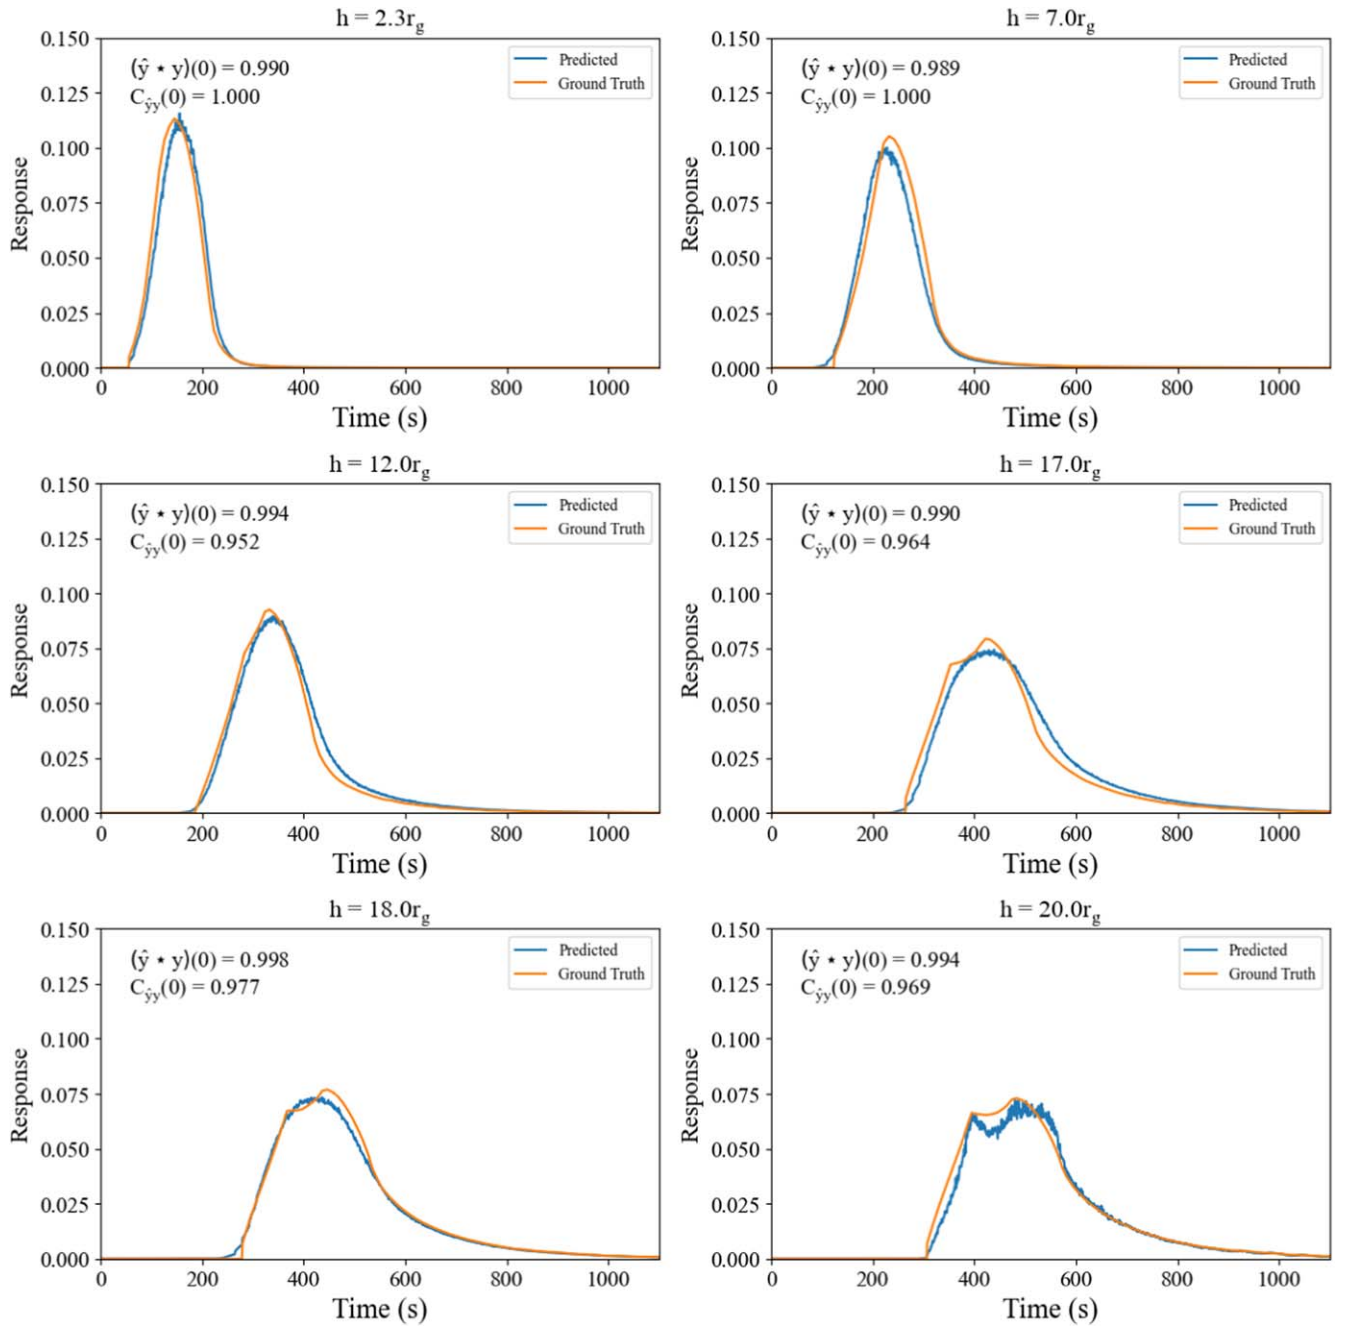 h = 2.3r_g
(ŷ ⋆ y)(0) = 0.990
C_ŷy(0) = 1.000
Predicted
Ground Truth
0.150
0.125
0.100
0.075
0.050
0.025
0.000
Response
0 200 400 600 800 1000
Time (s)
h = 7.0r_g
(ŷ ⋆ y)(0) = 0.989
C_ŷy(0) = 1.000
Predicted
Ground Truth
0.150
0.125
0.100
0.075
0.050
0.025
0.000
Response
0 200 400 600 800 1000
Time (s)
h = 12.0r_g
(ŷ ⋆ y)(0) = 0.994
C_ŷy(0) = 0.952
Predicted
Ground Truth
0.150
0.125
0.100
0.075
0.050
0.025
0.000
Response
0 200 400 600 800 1000
Time (s)
h = 17.0r_g
(ŷ ⋆ y)(0) = 0.990
C_ŷy(0) = 0.964
Predicted
Ground Truth
0.150
0.125
0.100
0.075
0.050
0.025
0.000
Response
0 200 400 600 800 1000
Time (s)
h = 18.0r_g
(ŷ ⋆ y)(0) = 0.998
C_ŷy(0) = 0.977
Predicted
Ground Truth
0.150
0.125
0.100
0.075
0.050
0.025
0.000
Response
0 200 400 600 800 1000
Time (s)
h = 20.0r_g
(ŷ ⋆ y)(0) = 0.994
C_ŷy(0) = 0.969
Predicted
Ground Truth
0.150
0.125
0.100
0.075
0.050
0.025
0.000
Response
0 200 400 600 800 1000
Time (s)